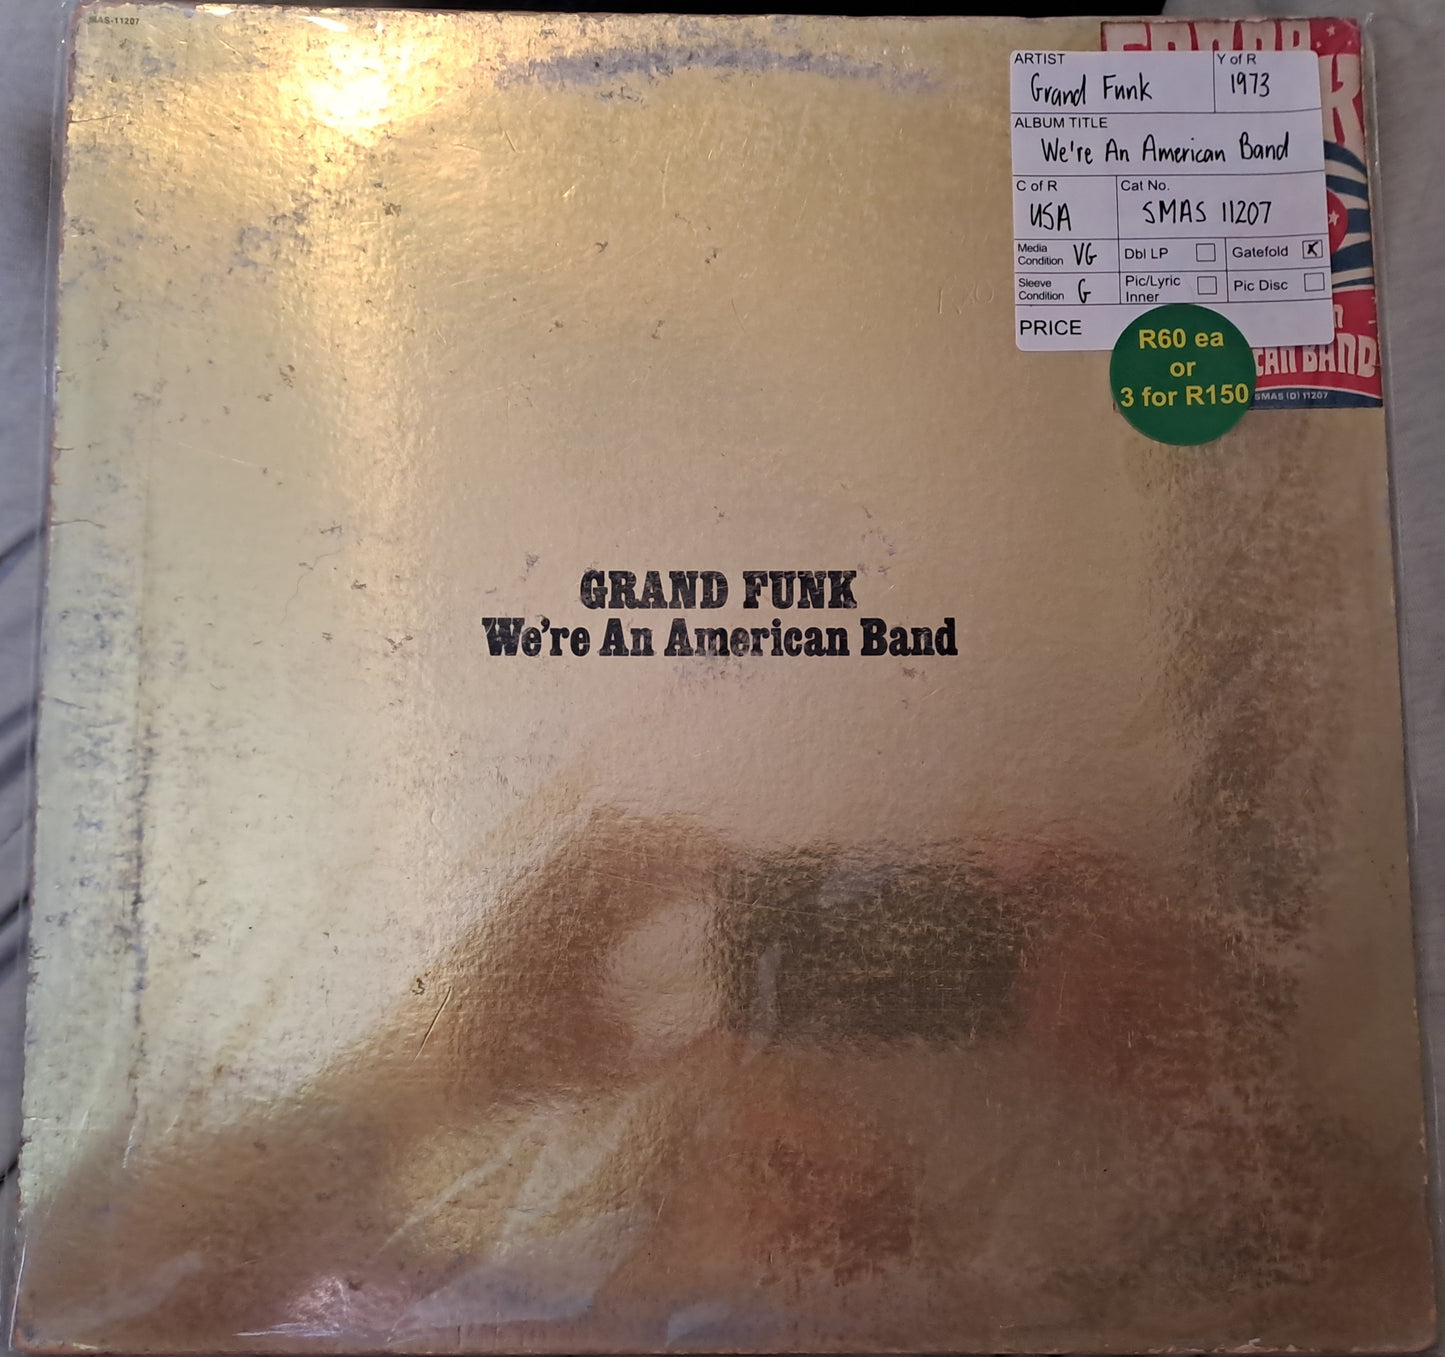 SMAS-11207
ARTIST
Grand Funk
Y of R
1973
ALBUM TITLE
We're An American Band
C of R
USA
Cat No.
SMAS 11207
Media Condition VG
Dbl LP
Gatefold X
Sleeve Condition G
Pic/Lyric Inner
Pic Disc
PRICE
R60 ea
or
3 for R150
CAN BAND
SMAS (O) 11207
GRAND FUNK
We're An American Band